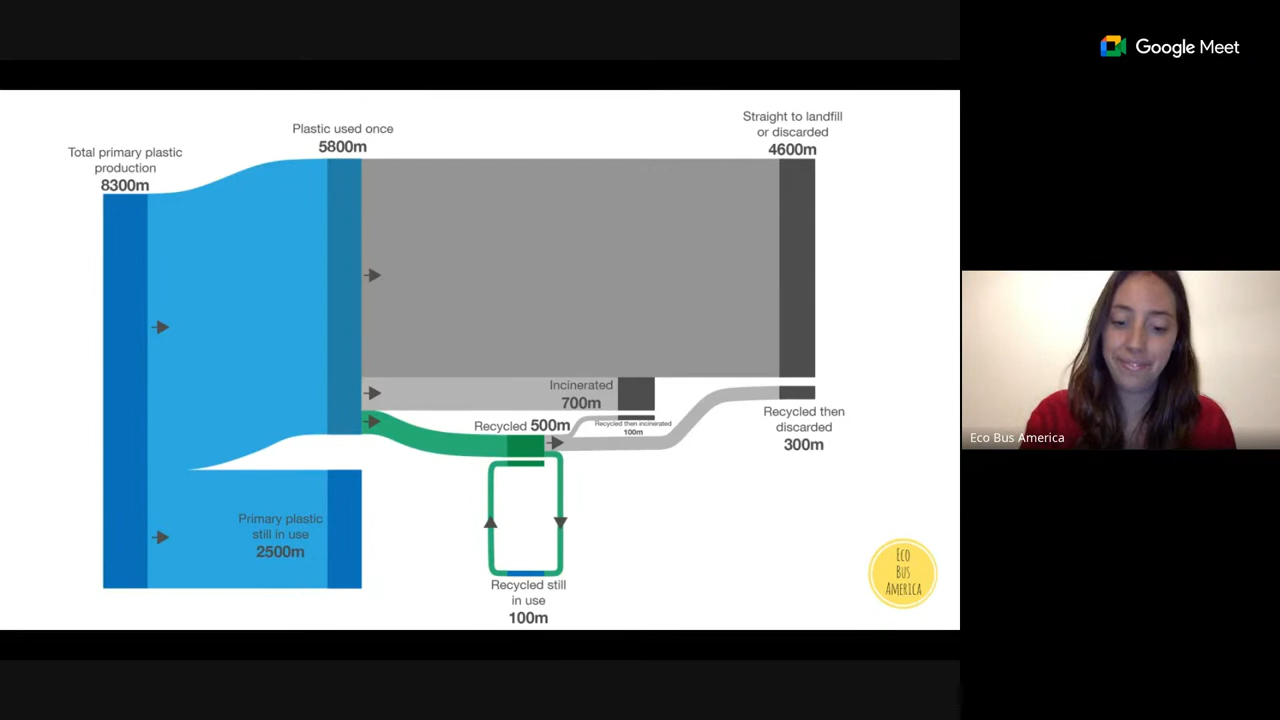 Google Meet
Straight to landfill
or discarded
4600m
Plastic used once
5800m
Total primary plastic
production
8300m
Incinerated
700m
Recycled then incinerated
100m
Recycled 500m
Recycled then
discarded
300m
Eco Bus America
Primary plastic
still in use
2500m
Recycled still
in use
100m
Eco
Bus
America